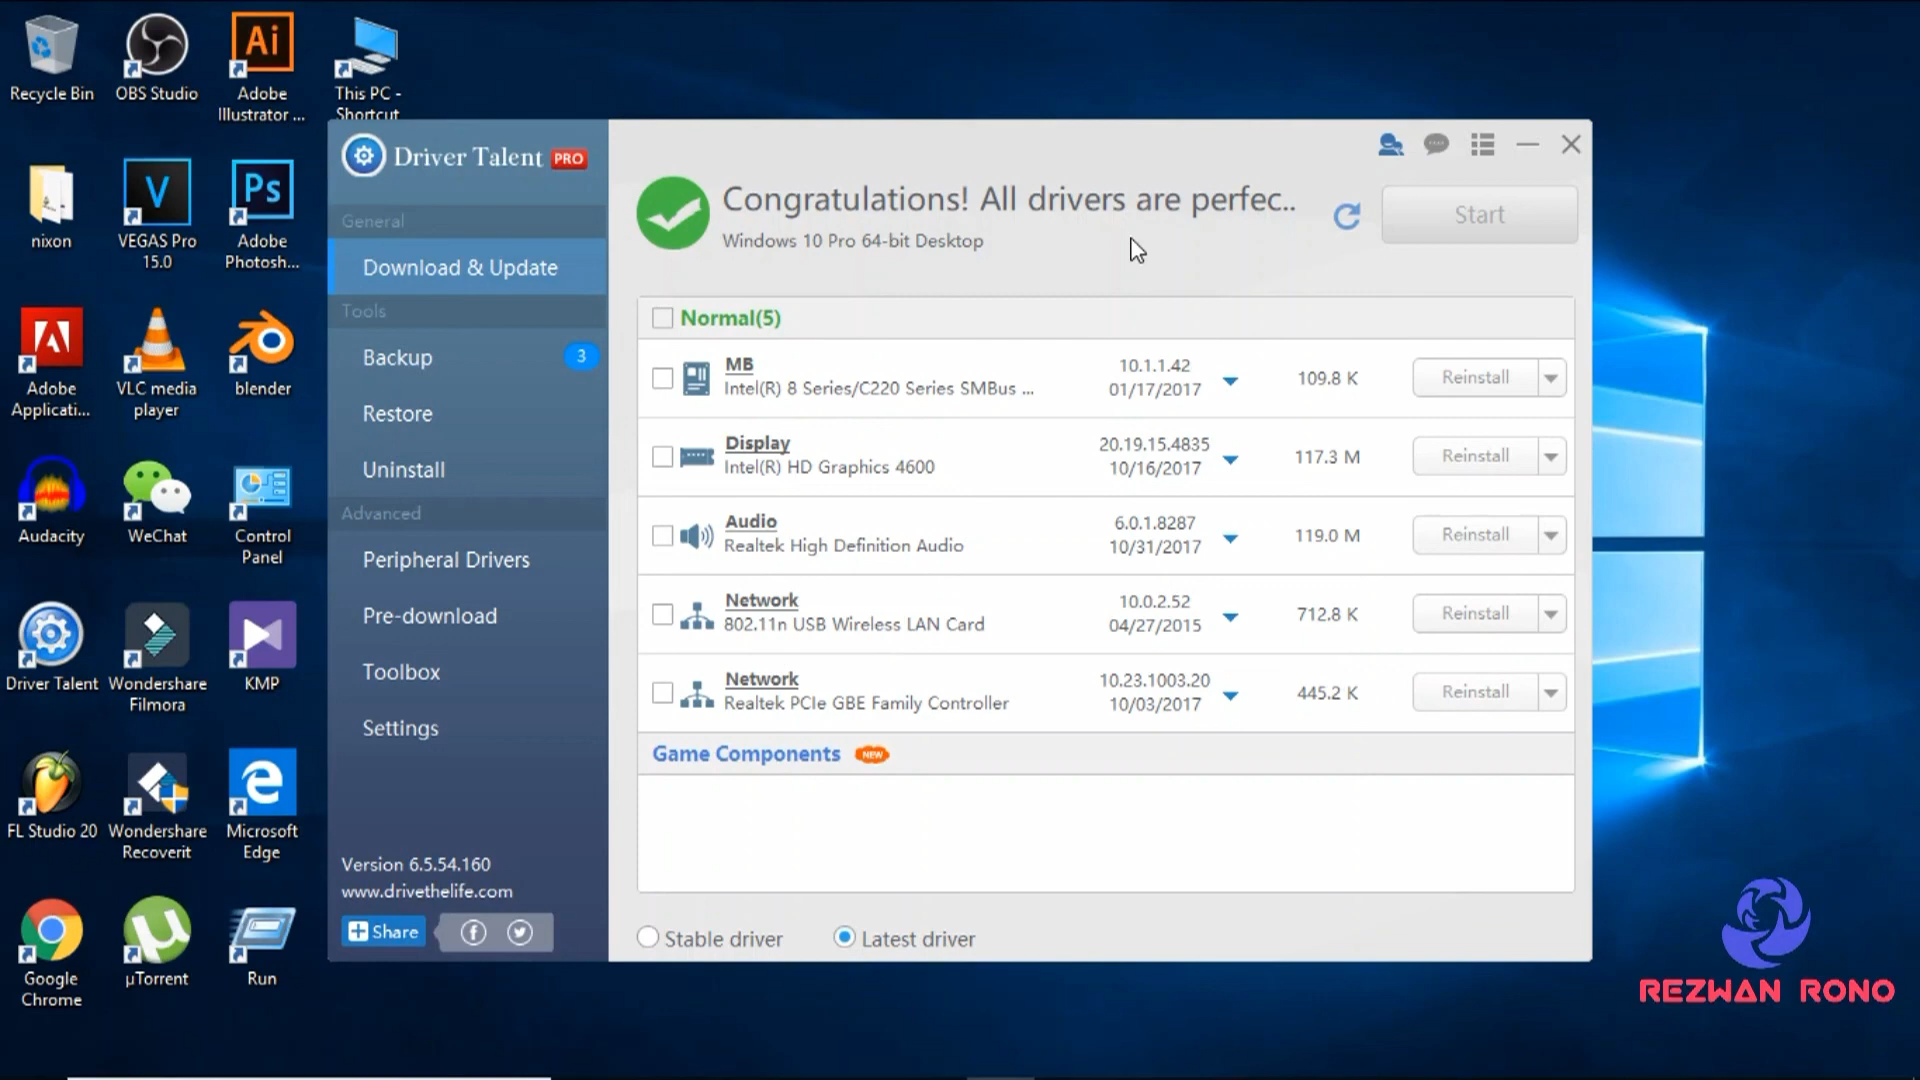 Recycle Bin
OBS Studio
Adobe
Illustrator ...
This PC -
Shortcut
nixon
VEGAS Pro
15.0
Adobe
Photosh...
Adobe
Applicati...
VLC media
player
blender
Audacity
WeChat
Control
Panel
Driver Talent
Wondershare
Filmora
KMP
FL Studio 20
Wondershare
Recoverit
Microsoft
Edge
Google
Chrome
µTorrent
Run
Ai
V
Ps
Driver Talent PRO
General
Download & Update
Tools
Backup 3
Restore
Uninstall
Advanced
Peripheral Drivers
Pre-download
Toolbox
Settings
Version 6.5.54.160
www.drivethelife.com
Share
Congratulations! All drivers are perfec..
Windows 10 Pro 64-bit Desktop
Start
Normal(5)
MB
Intel(R) 8 Series/C220 Series SMBus ...
10.1.1.42
01/17/2017
109.8 K
Reinstall
Display
Intel(R) HD Graphics 4600
20.19.15.4835
10/16/2017
117.3 M
Reinstall
Audio
Realtek High Definition Audio
6.0.1.8287
10/31/2017
119.0 M
Reinstall
Network
802.11n USB Wireless LAN Card
10.0.2.52
04/27/2015
712.8 K
Reinstall
Network
Realtek PCIe GBE Family Controller
10.23.1003.20
10/03/2017
445.2 K
Reinstall
Game Components NEW
Stable driver
Latest driver
REZWAN RONO